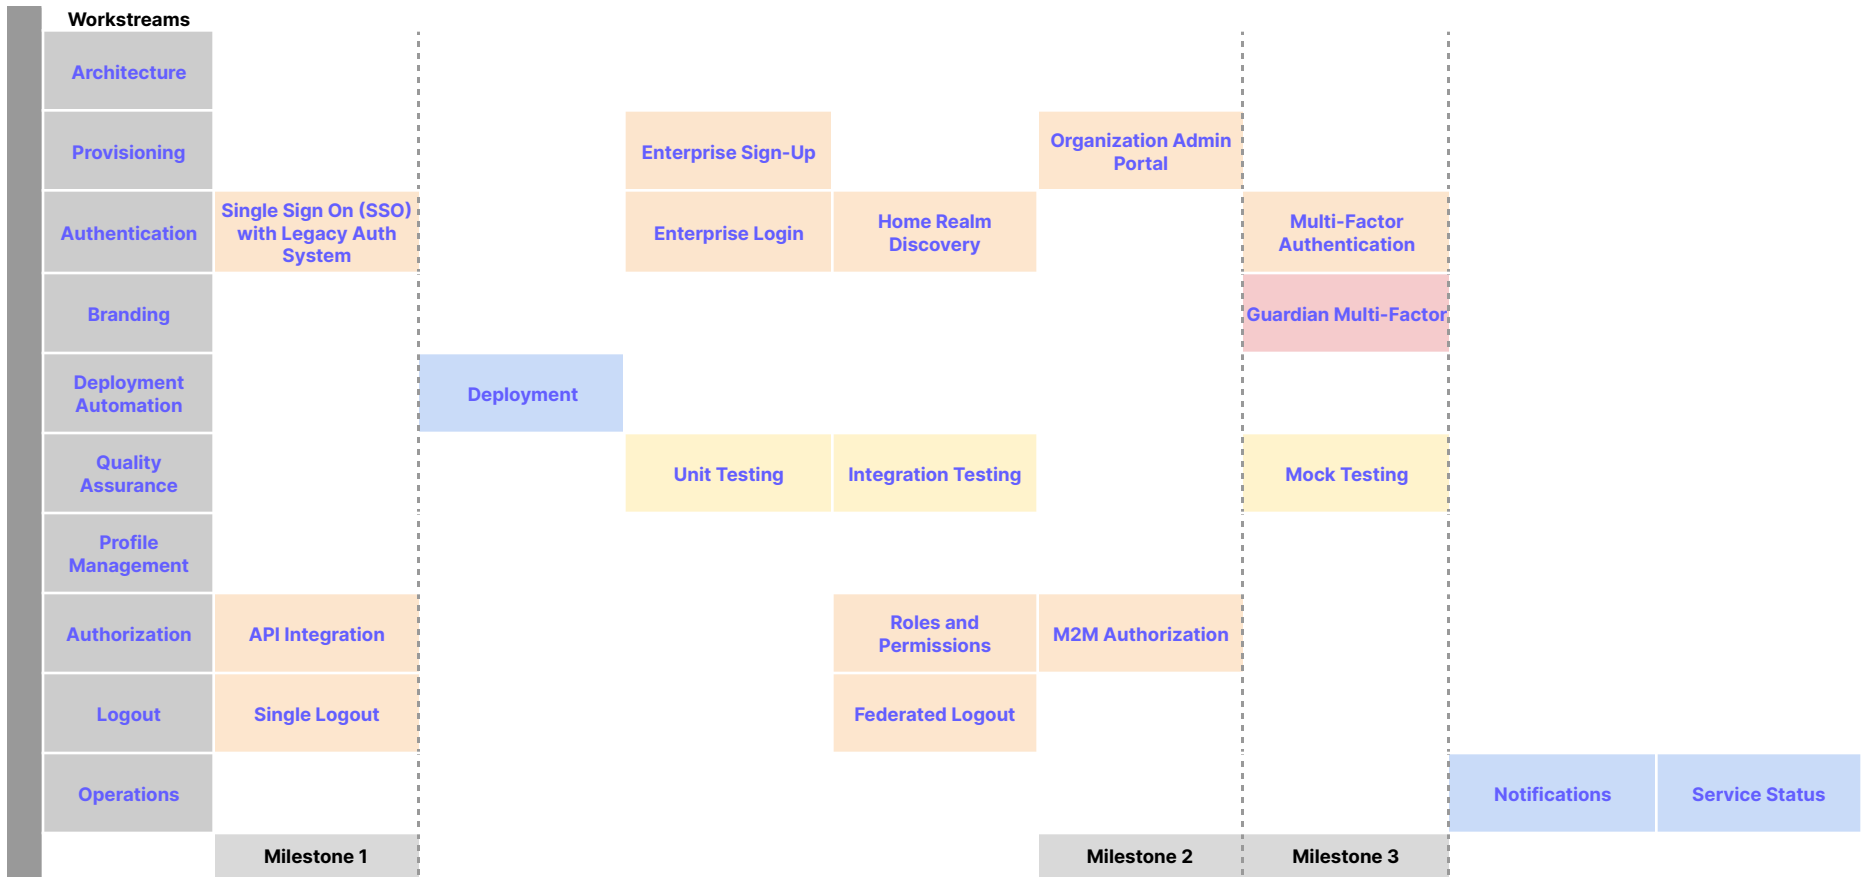 Workstreams
Architecture
Provisioning
Enterprise Sign-Up
Organization Admin
Portal
Authentication
Single Sign On (SSO)
with Legacy Auth
System
Enterprise Login
Home Realm
Discovery
Multi-Factor
Authentication
Branding
Guardian Multi-Factor
Deployment
Automation
Deployment
Quality
Assurance
Unit Testing
Integration Testing
Mock Testing
Profile
Management
Authorization
API Integration
Roles and
Permissions
M2M Authorization
Logout
Single Logout
Federated Logout
Operations
Notifications
Service Status
Milestone 1
Milestone 2
Milestone 3